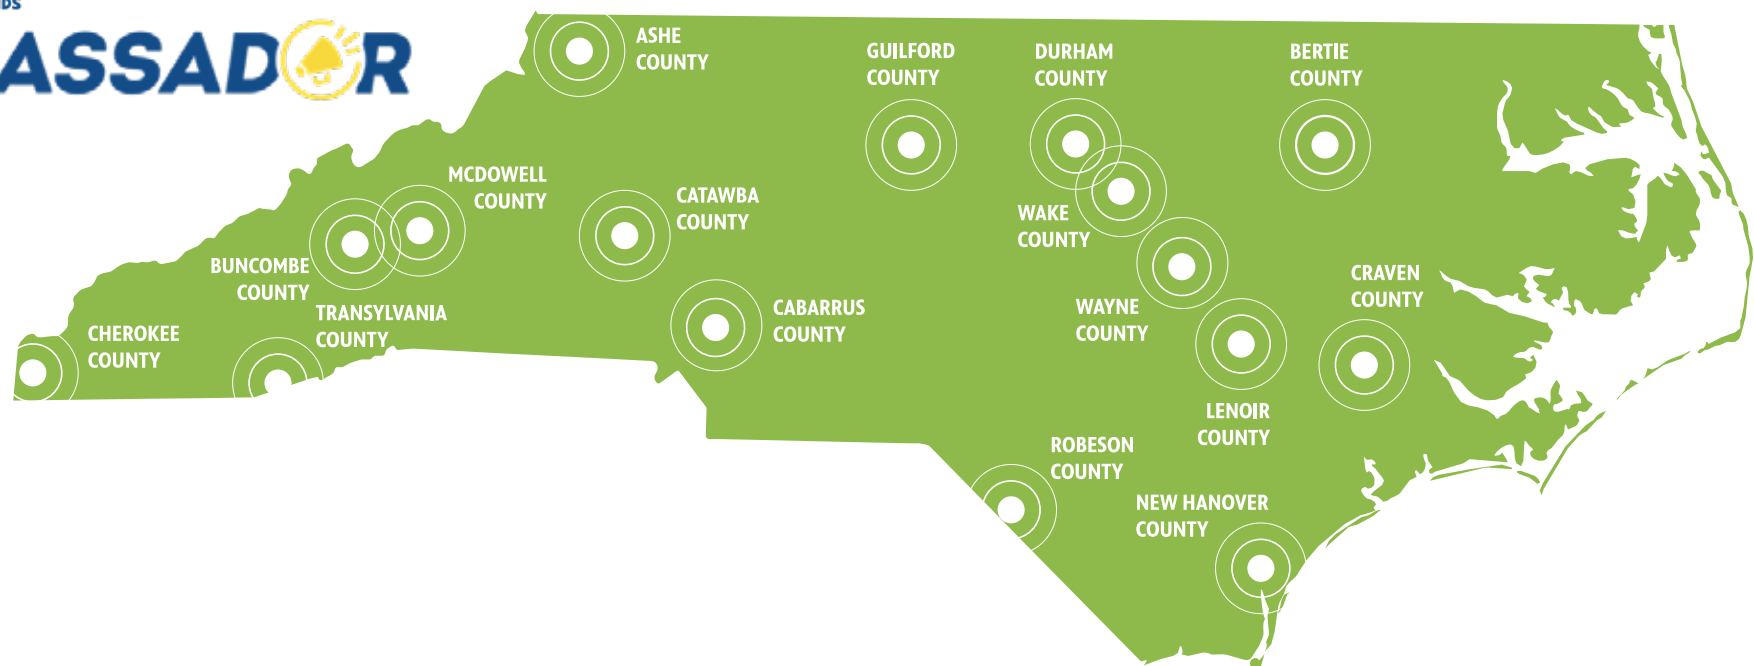 ASSADOR
ASHE
COUNTY
GUILFORD
COUNTY
DURHAM
COUNTY
BERTIE
COUNTY
MCDOWELL
COUNTY
CATAWBA
COUNTY
WAKE
COUNTY
BUNCOMBE
COUNTY
TRANSYLVANIA
COUNTY
CHEROKEE
COUNTY
CABARRUS
COUNTY
WAYNE
COUNTY
CRAVEN
COUNTY
LENOIR
COUNTY
ROBESON
COUNTY
NEW HANOVER
COUNTY